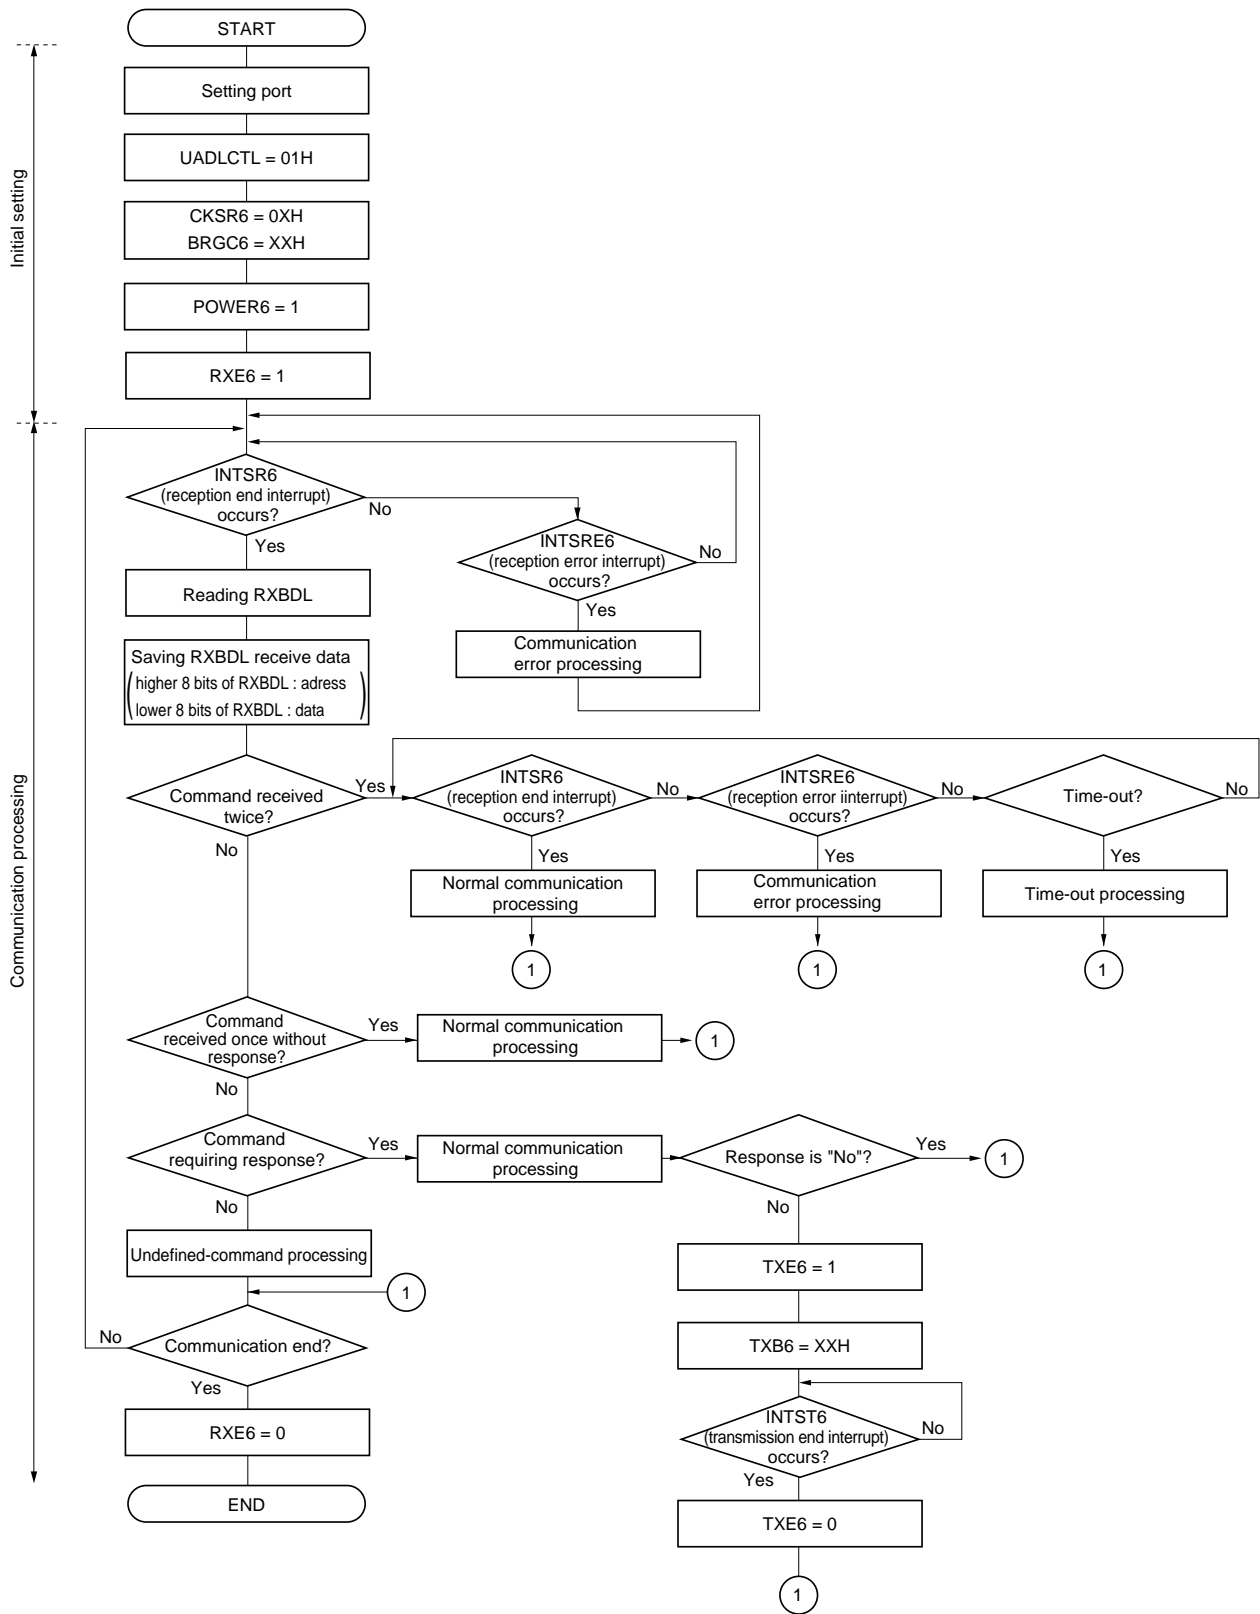 START
Initial setting
Setting port
UADLCTL = 01H
CKSR6 = 0XH
BRGC6 = XXH
POWER6 = 1
RXE6 = 1
Communication processing
INTSR6
(reception end interrupt)
occurs?
No
Yes
INTSRE6
(reception error interrupt)
occurs?
No
Yes
Communication
error processing
Reading RXBDL
Saving RXBDL receive data
(higher 8 bits of RXBDL : adress
lower 8 bits of RXBDL : data)
Command received
twice?
Yes
No
INTSR6
(reception end interrupt)
occurs?
No
Yes
INTSRE6
(reception error iinterrupt)
occurs?
No
Yes
Time-out?
No
Yes
Normal communication
processing
Communication
error processing
Time-out processing
1
1
1
Command
received once without
response?
Yes
No
Normal communication
processing
1
Command
requiring response?
Yes
No
Normal communication
processing
Response is "No"?
Yes
1
No
Undefined-command processing
1
TXE6 = 1
Communication end?
No
Yes
TXB6 = XXH
RXE6 = 0
INTST6
(transmission end interrupt)
occurs?
No
Yes
END
TXE6 = 0
1